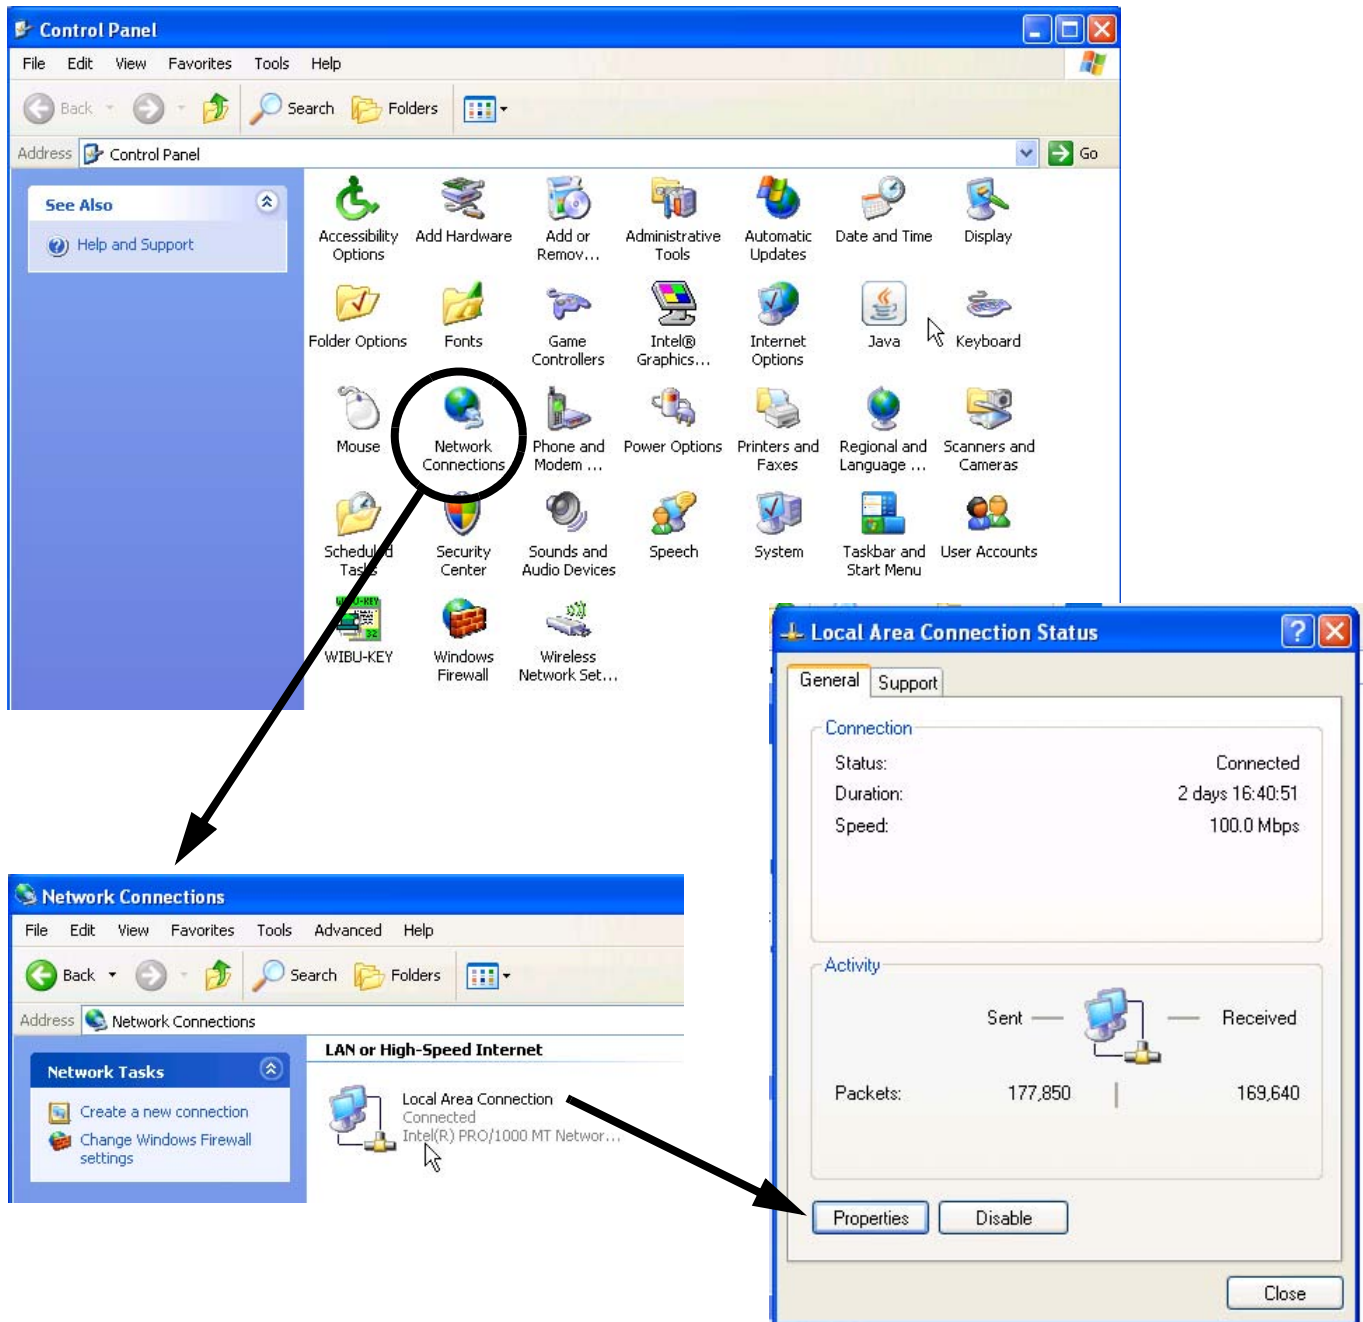 Control Panel
File Edit View Favorites Tools Help
Back Search Folders
Address Control Panel Go
See Also
Help and Support
Accessibility Options
Add Hardware
Add or Remov...
Administrative Tools
Automatic Updates
Date and Time
Display
Folder Options
Fonts
Game Controllers
Intel® Graphics...
Internet Options
Java
Keyboard
Mouse
Network Connections
Phone and Modem ...
Power Options
Printers and Faxes
Regional and Language ...
Scanners and Cameras
Scheduled Tasks
Security Center
Sounds and Audio Devices
Speech
System
Taskbar and Start Menu
User Accounts
WIBU-KEY
32
WIBU-KEY
Windows Firewall
Wireless Network Set...
Local Area Connection Status
General Support
Connection
Status: Connected
Duration: 2 days 16:40:51
Speed: 100.0 Mbps
Activity
Sent Received
Packets: 177,850 169,640
Properties Disable
Close
Network Connections
File Edit View Favorites Tools Advanced Help
Back Search Folders
Address Network Connections
Network Tasks
Create a new connection
Change Windows Firewall
settings
LAN or High-Speed Internet
Local Area Connection
Connected
Intel(R) PRO/1000 MT Networ...